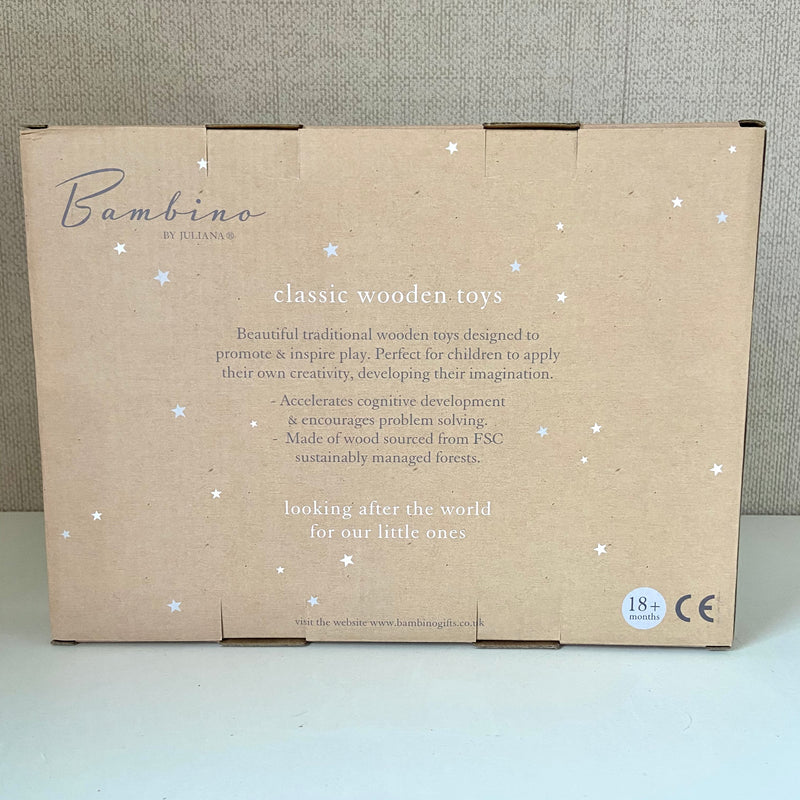 Bambino
BY JULIANA®
classic wooden toys
Beautiful traditional wooden toys designed to
promote & inspire play. Perfect for children to apply
their own creativity, developing their imagination.
- Accelerates cognitive development
& encourages problem solving.
- Made of wood sourced from FSC
sustainably managed forests.
looking after the world
for our little ones
18+
months
CE
visit the website www.bambinogifts.co.uk